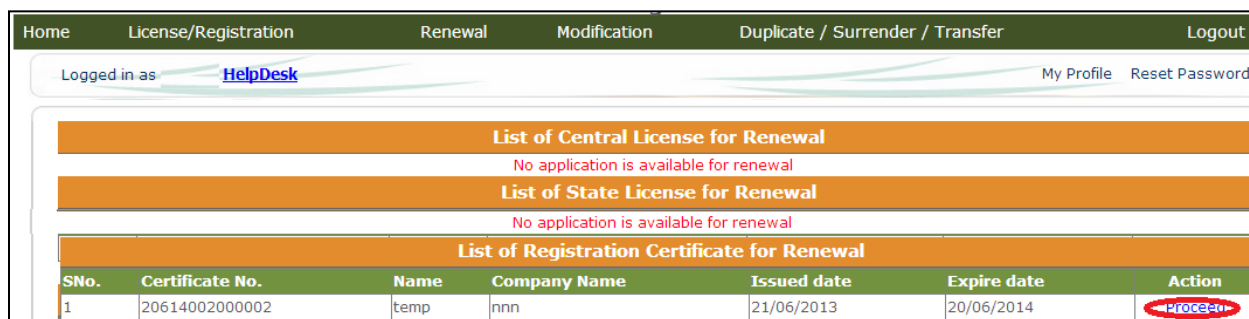 Home License/Registration Renewal Modification Duplicate / Surrender / Transfer Logout
Logged in as HelpDesk My Profile Reset Password
List of Central License for Renewal
No application is available for renewal
List of State License for Renewal
No application is available for renewal
List of Registration Certificate for Renewal
SNo. Certificate No. Name Company Name Issued date Expire date Action
1 20614002000002 temp nnn 21/06/2013 20/06/2014 Proceed